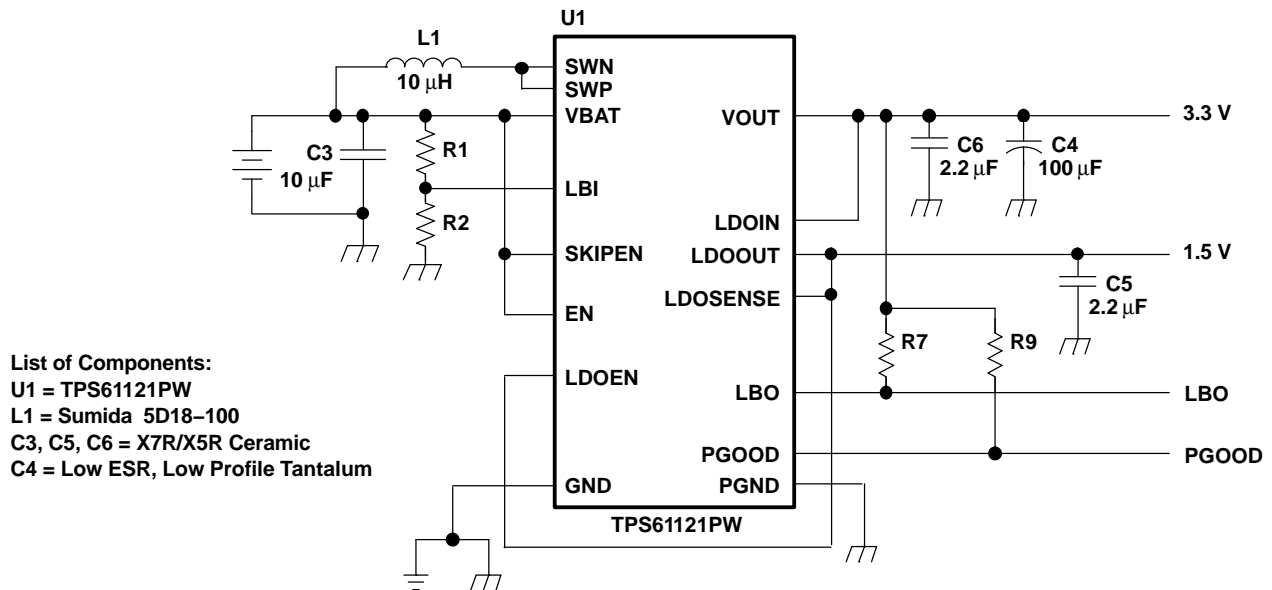 U1
L1
10 μH
SWN
SWP
VBAT
VOUT
3.3 V
C3
10 μF
R1
C6
2.2 μF
C4
100 μF
LBI
R2
LDOIN
SKIPEN
LDOOUT
1.5 V
LDOSENSE
C5
2.2 μF
EN
R7
R9
List of Components:
U1 = TPS61121PW
L1 = Sumida 5D18–100
C3, C5, C6 = X7R/X5R Ceramic
C4 = Low ESR, Low Profile Tantalum
LDOEN
LBO
LBO
PGOOD
PGOOD
GND
PGND
TPS61121PW